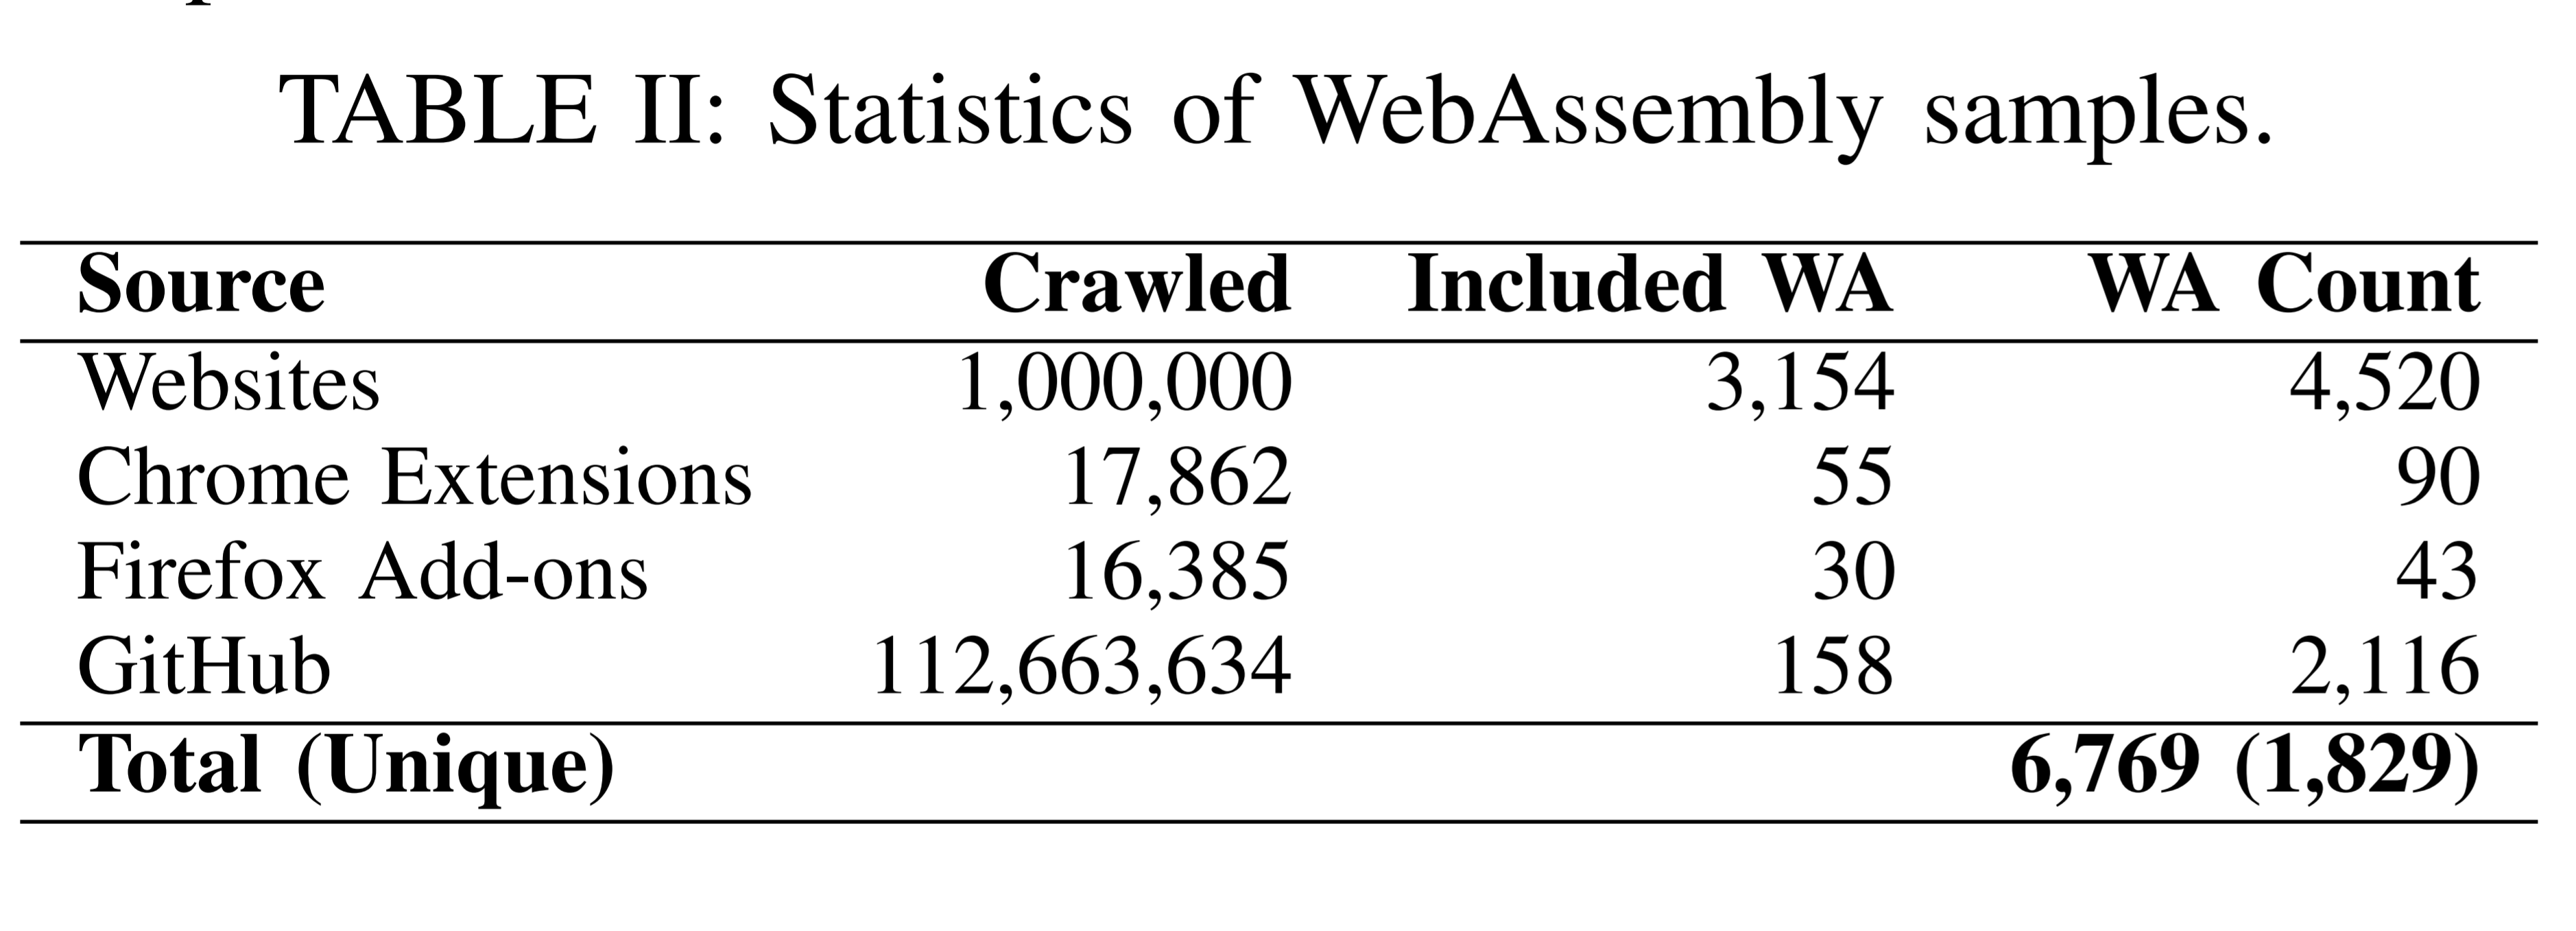 TABLE II: Statistics of WebAssembly samples.
Source Crawled Included WA WA Count
Websites 1,000,000 3,154 4,520
Chrome Extensions 17,862 55 90
Firefox Add-ons 16,385 30 43
GitHub 112,663,634 158 2,116
Total (Unique) 6,769 (1,829)